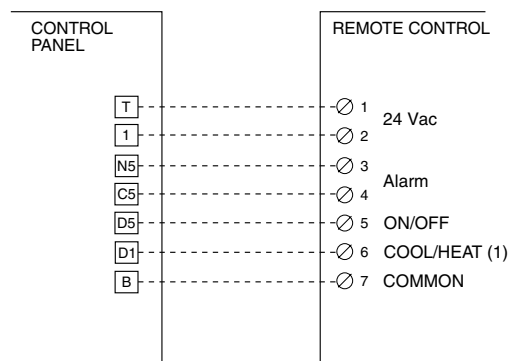 CONTROL
PANEL
REMOTE CONTROL
T
1
24 Vac
1
2
N5
3
Alarm
C5
4
D5
5 ON/OFF
D1
6 COOL/HEAT (1)
B
7 COMMON